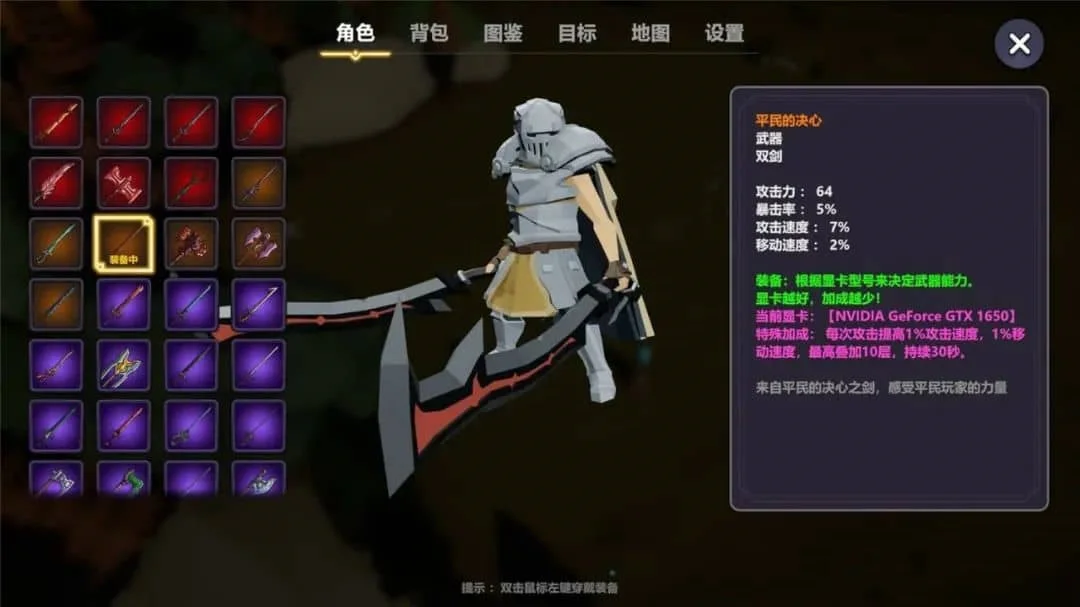 角色 背包 图鉴 目标 地图 设置
装备中
平民的决心
武器
双剑
攻击力： 64
暴击率： 5%
攻击速度： 7%
移动速度： 2%
装备：根据显卡型号来决定武器能力。
显卡越好，加成越少！
当前显卡：【NVIDIA GeForce GTX 1650】
特殊加成： 每次攻击提高1%攻击速度，1%移
动速度，最高叠加10层，持续30秒。
来自平民的决心之剑，感受平民玩家的力量
提示 ： 双击鼠标左键穿戴装备